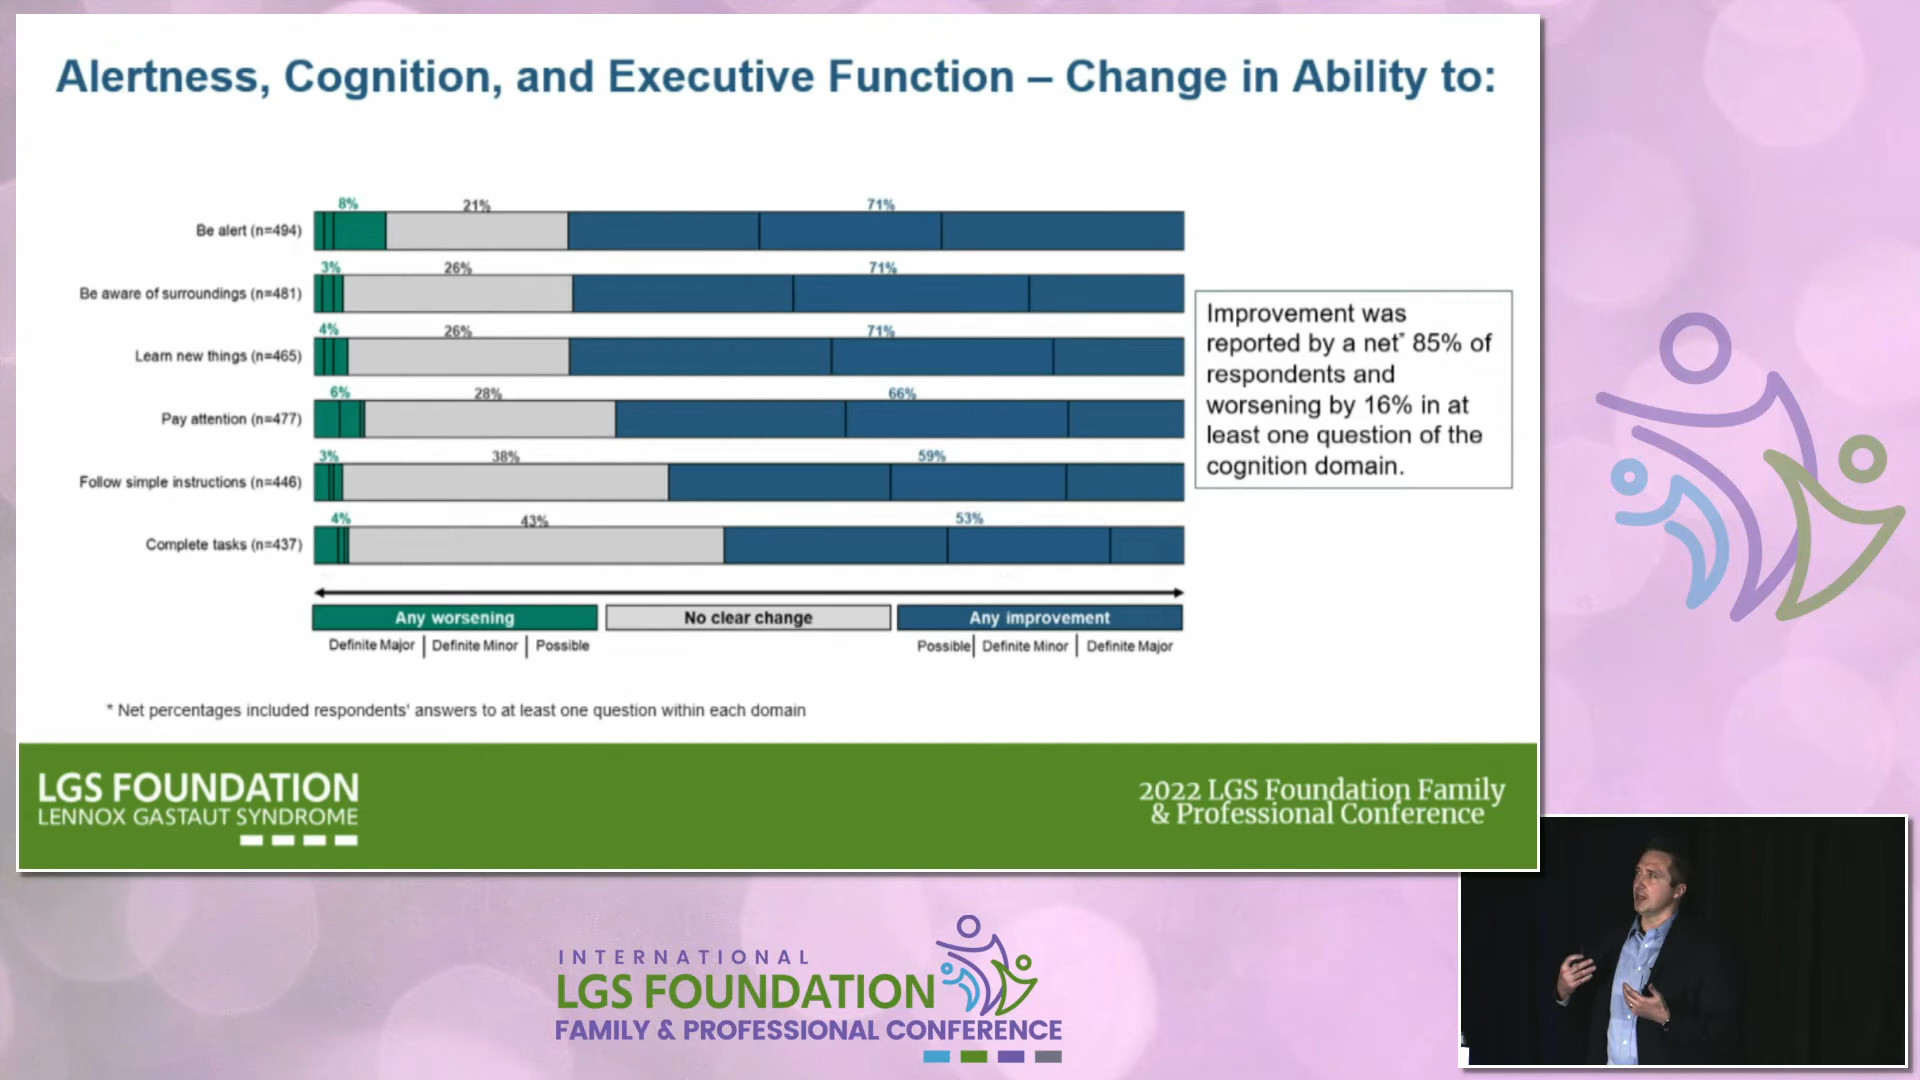 Alertness, Cognition, and Executive Function – Change in Ability to:
8% 21% 71%
Be alert (n=494)
3% 26% 71%
Be aware of surroundings (n=481)
4% 26% 71%
Learn new things (n=465)
6% 28% 66%
Pay attention (n=477)
3% 38% 59%
Follow simple instructions (n=446)
4% 43% 53%
Complete tasks (n=437)
Any worsening No clear change Any improvement
Definite Major Definite Minor Possible Possible Definite Minor Definite Major
Improvement was
reported by a net* 85% of
respondents and
worsening by 16% in at
least one question of the
cognition domain.
* Net percentages included respondents' answers to at least one question within each domain
LGS FOUNDATION
LENNOX GASTAUT SYNDROME
2022 LGS Foundation Family
& Professional Conference
INTERNATIONAL
LGS FOUNDATION
FAMILY & PROFESSIONAL CONFERENCE